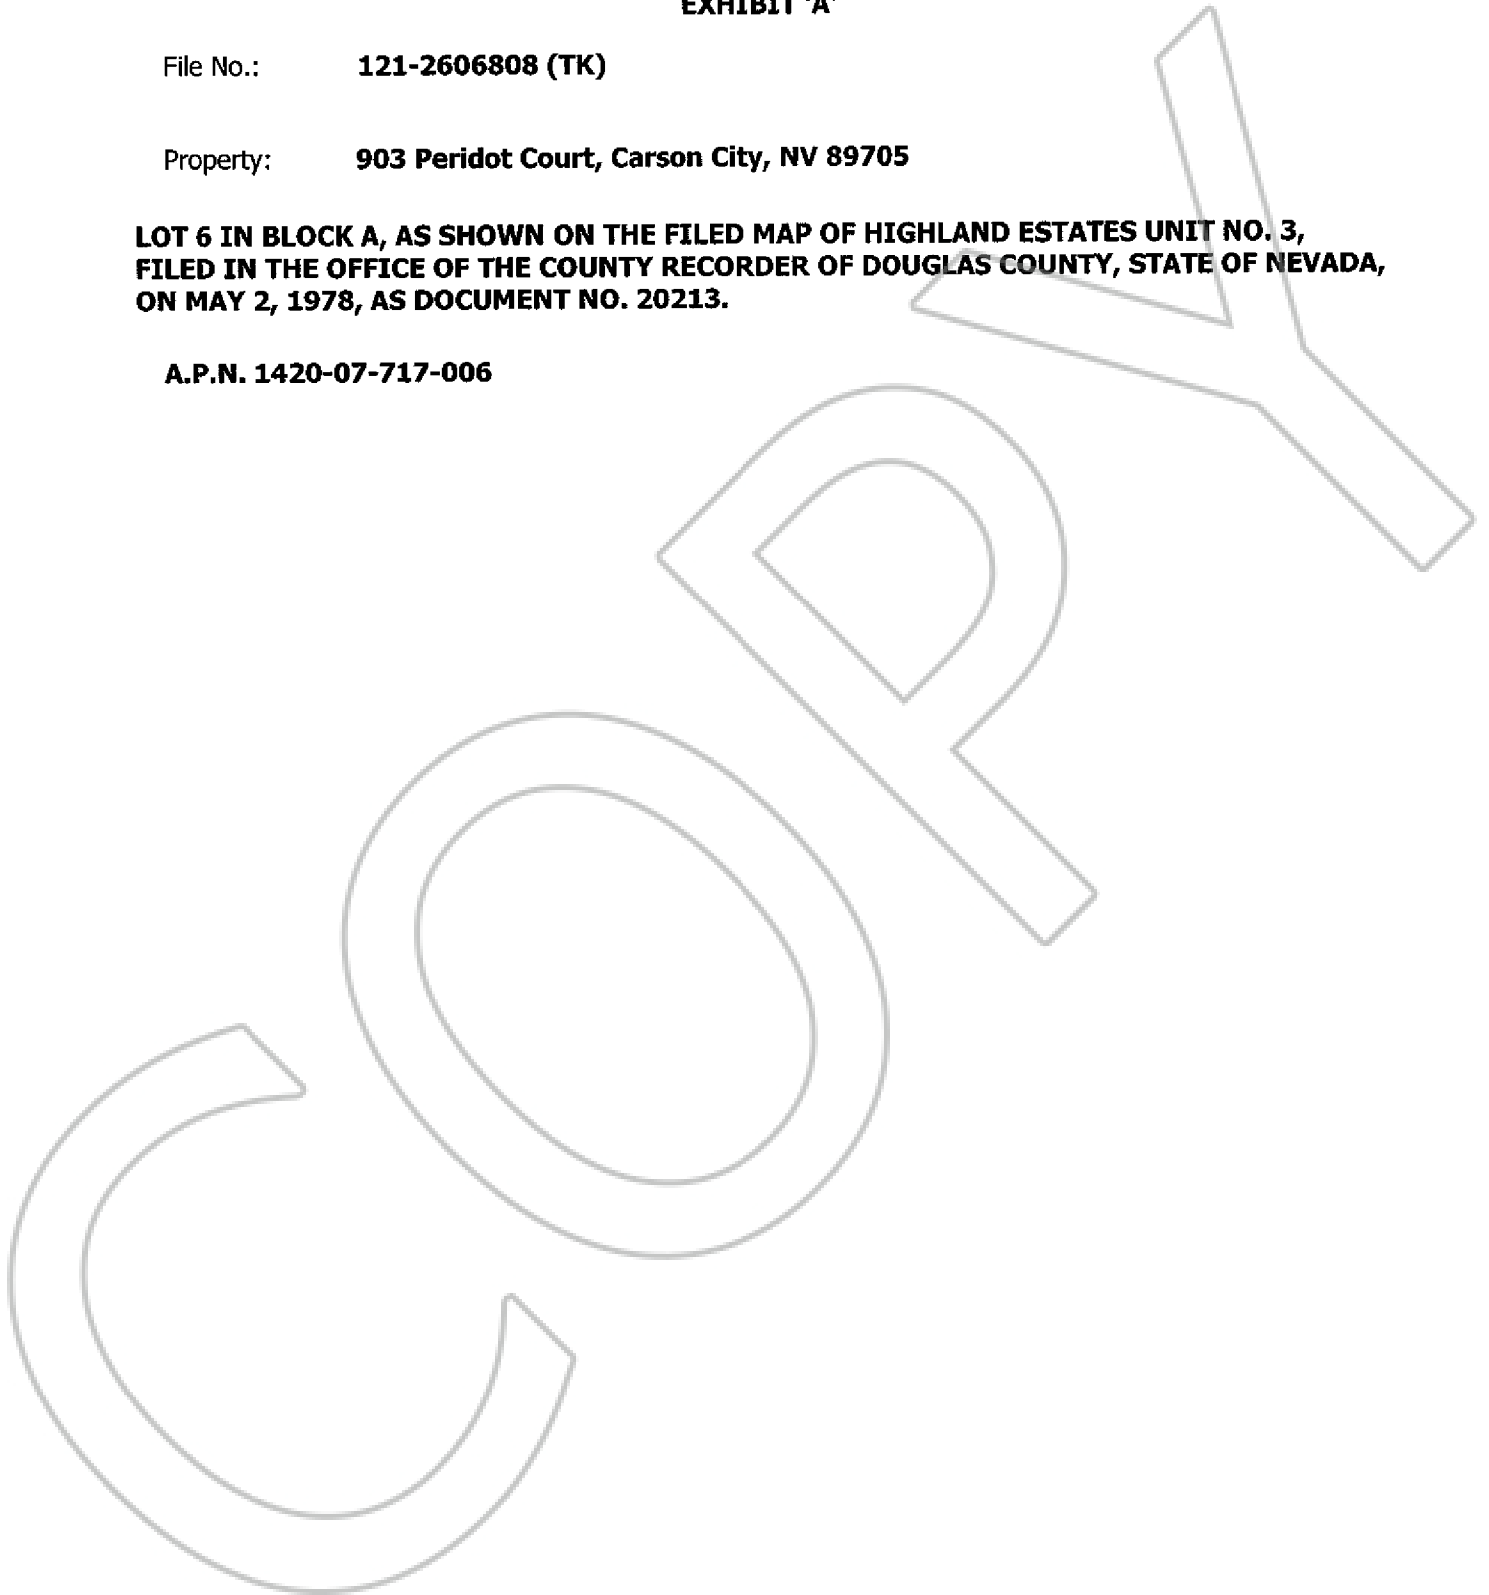 EXHIBIT 'A'
File No.: 121-2606808 (TK)
Property: 903 Peridot Court, Carson City, NV 89705
LOT 6 IN BLOCK A, AS SHOWN ON THE FILED MAP OF HIGHLAND ESTATES UNIT NO. 3,
FILED IN THE OFFICE OF THE COUNTY RECORDER OF DOUGLAS COUNTY, STATE OF NEVADA,
ON MAY 2, 1978, AS DOCUMENT NO. 20213.
A.P.N. 1420-07-717-006
COPY